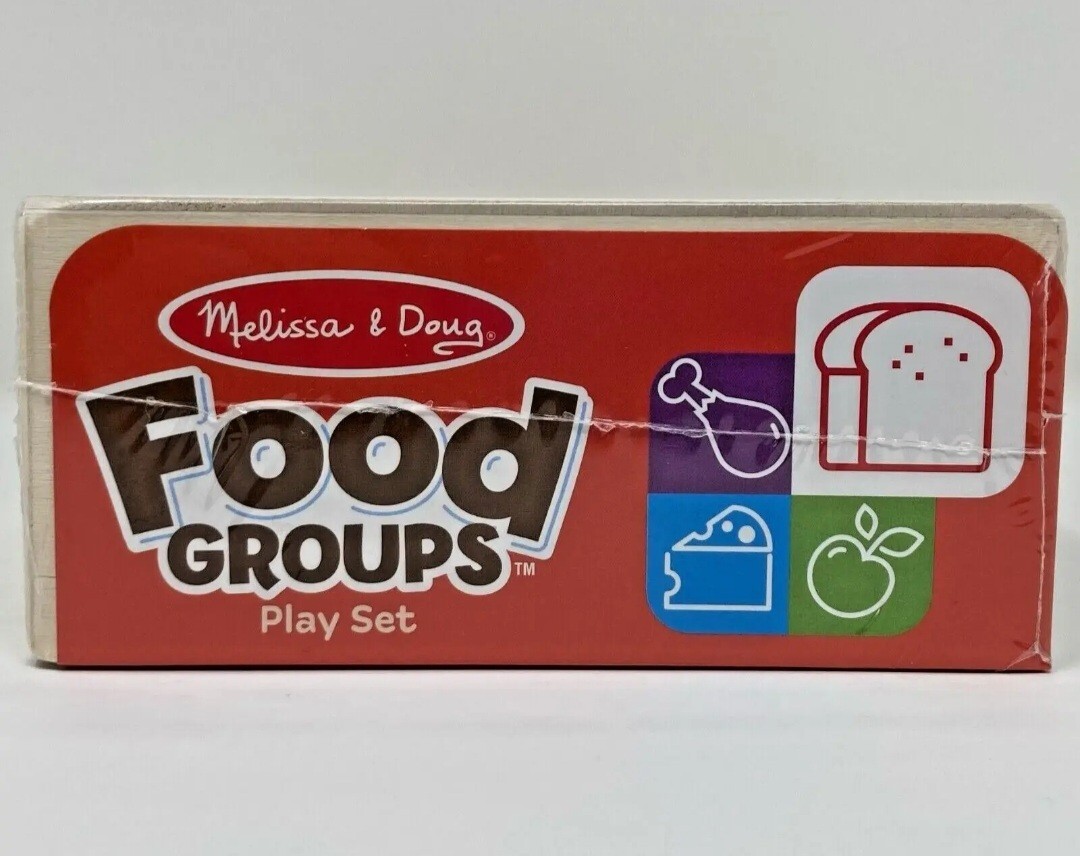 Melissa & Doug®
Food
GROUPS™
Play Set